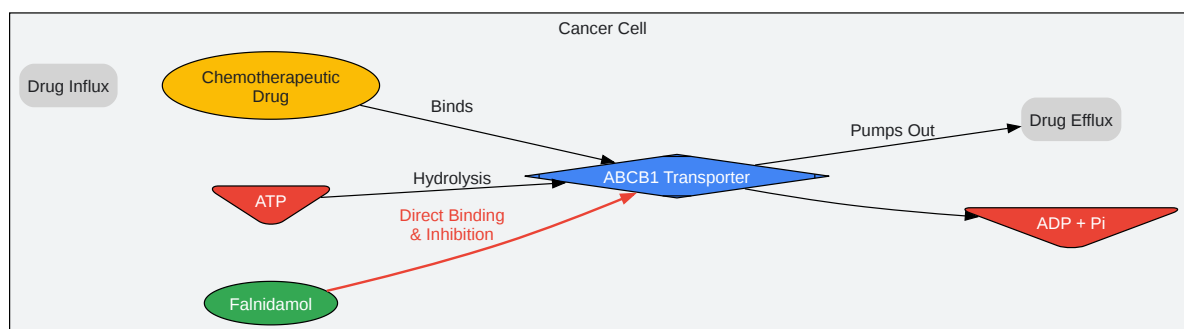 Cancer Cell
Drug Influx
Chemotherapeutic
Drug
Binds
Pumps Out
Drug Efflux
Hydrolysis
ABCB1 Transporter
ATP
Direct Binding
& Inhibition
ADP + Pi
Falnidamol